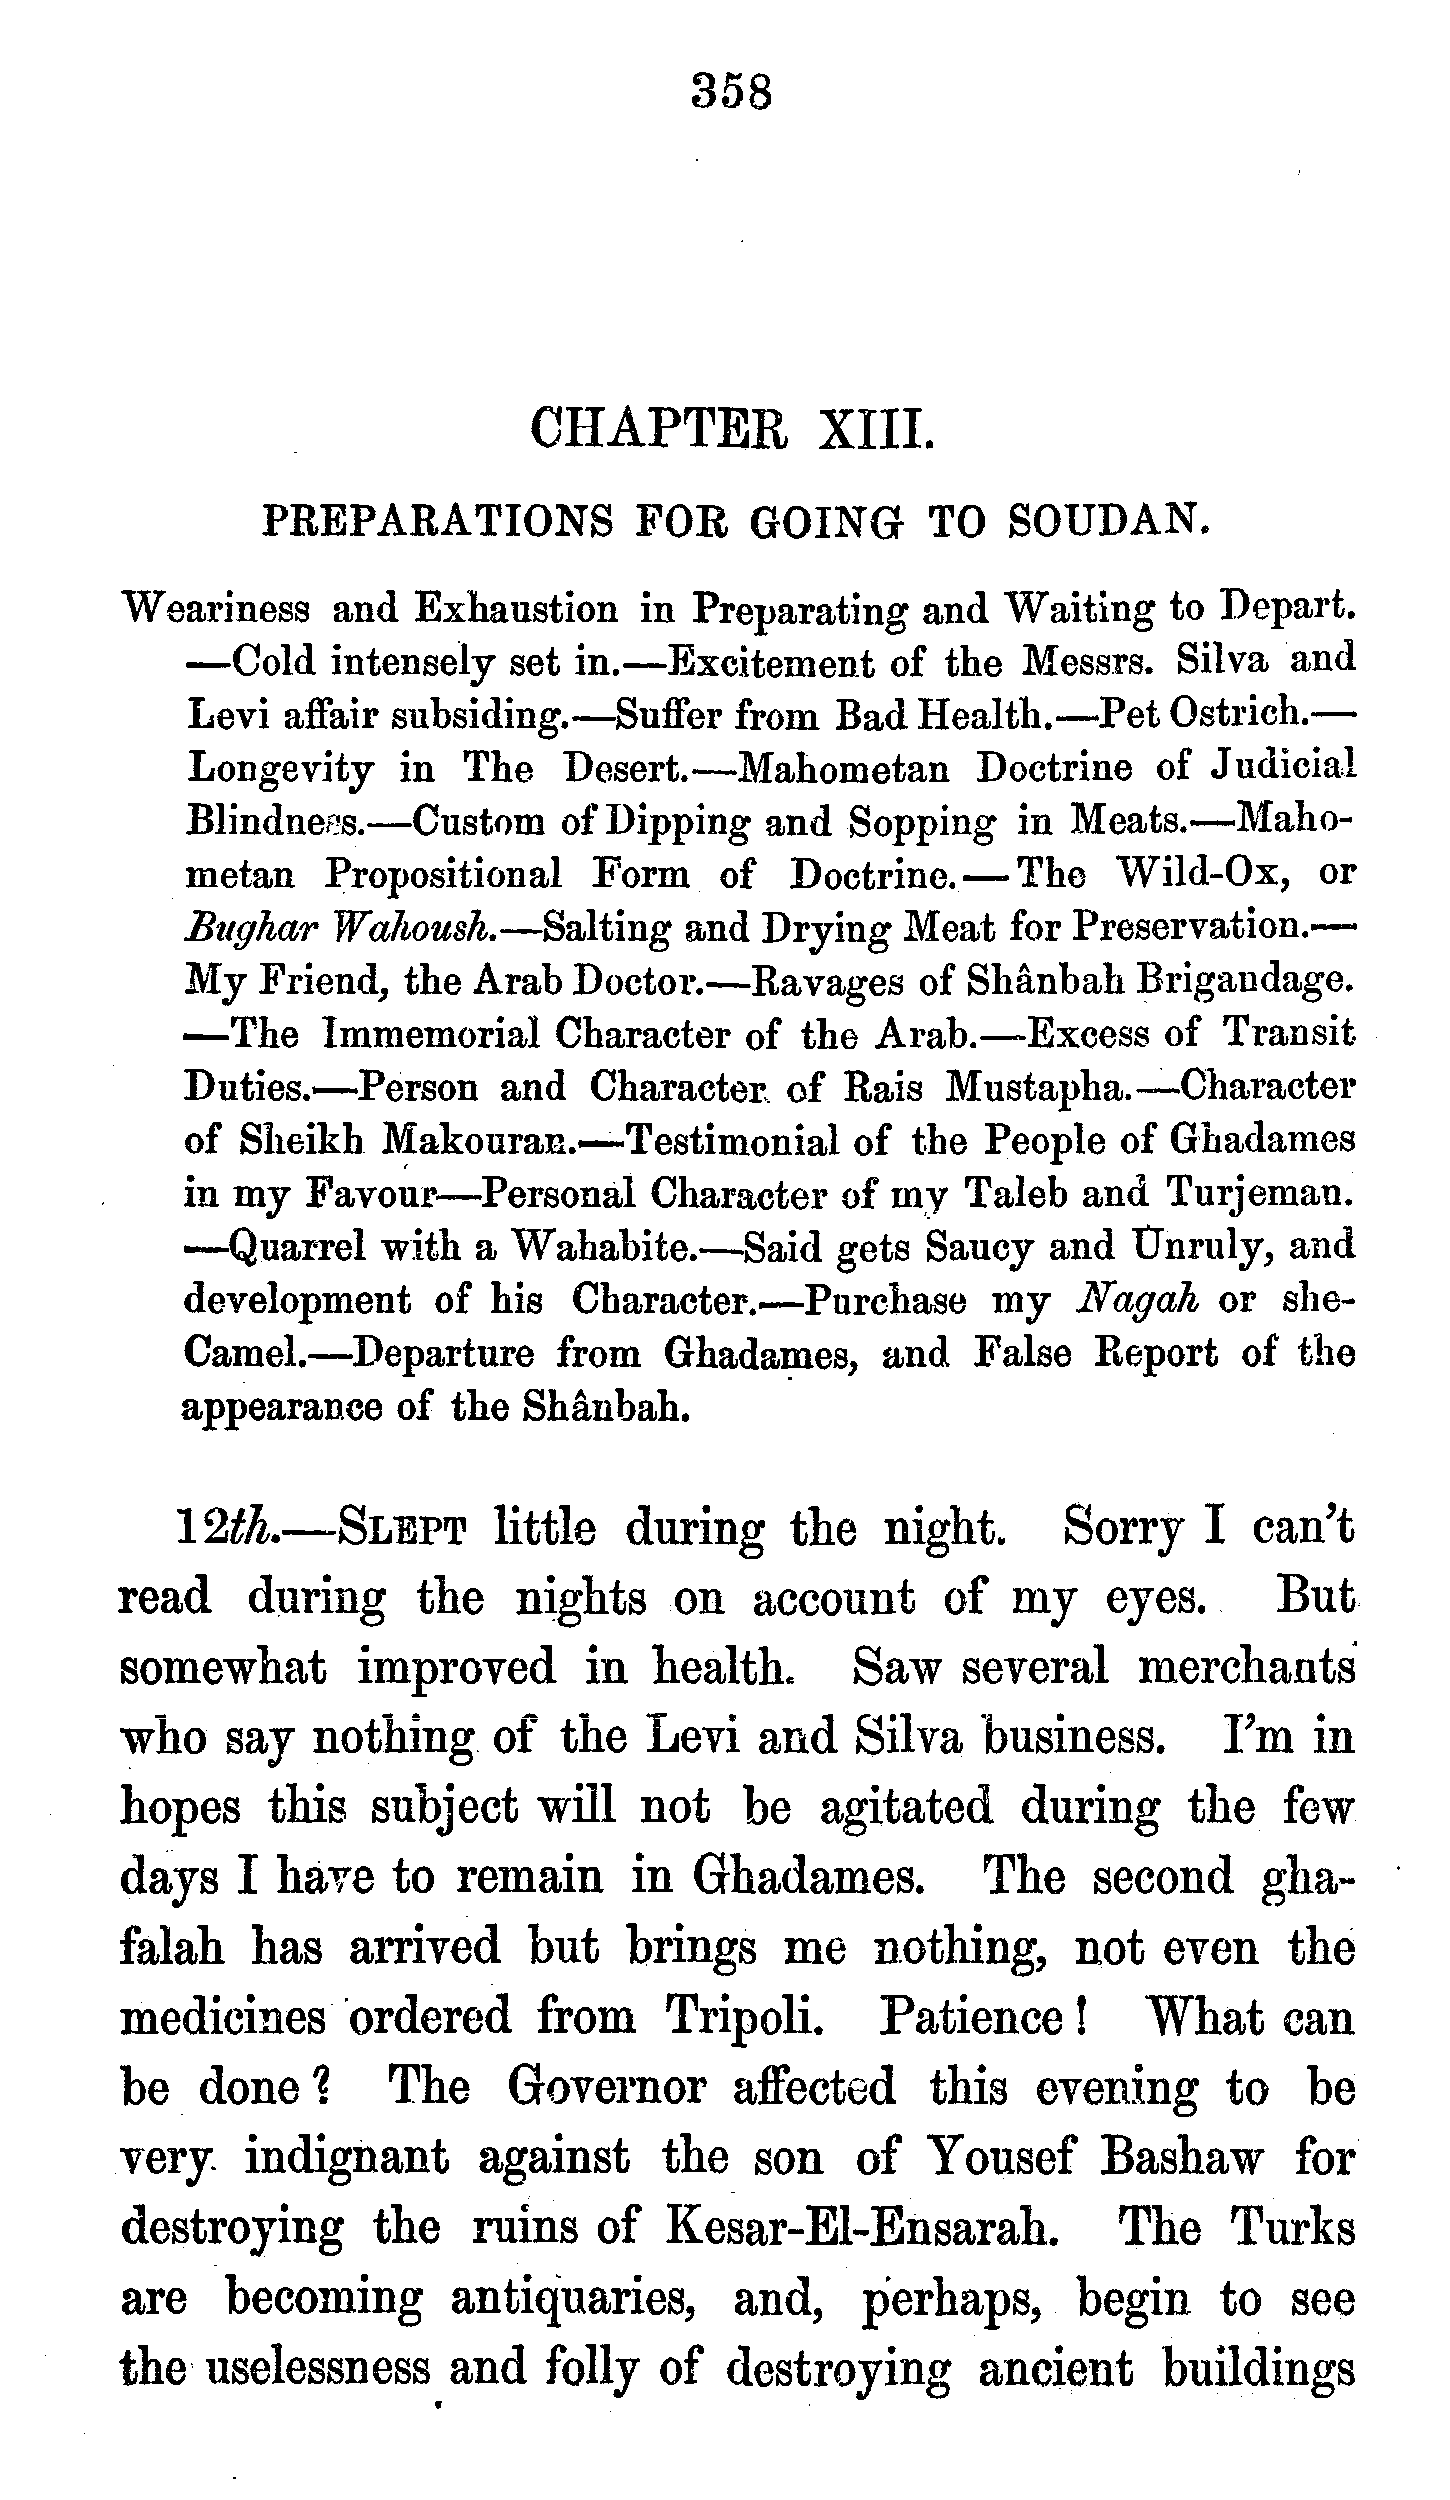 358
CHAPTER XIII.
PREPARATIONS FOR GOING TO SOUDAN.
Weariness and Exhaustion in Preparating and Waiting to Depart.
—Cold intensely set in.—Excitement of the Messrs. Silva and
Levi affair subsiding.—Suffer from Bad Health.—Pet Ostrich.—
Longevity in The Desert.—Mahometan Doctrine of Judicial
Blindness.—Custom of Dipping and Sopping in Meats.—Maho-
metan Propositional Form of Doctrine.—The Wild-Ox, or
Bughar Wahoush.—Salting and Drying Meat for Preservation.—
My Friend, the Arab Doctor.—Ravages of Shânbah Brigandage.
—The Immemorial Character of the Arab.—Excess of Transit
Duties.—Person and Character of Rais Mustapha.—Character
of Sheikh Makouran.—Testimonial of the People of Ghadames
in my Favour—Personal Character of my Taleb and Turjeman.
—Quarrel with a Wahabite.—Said gets Saucy and Unruly, and
development of his Character.—Purchase my Nagah or she-
Camel.—Departure from Ghadames, and False Report of the
appearance of the Shânbah.
12th.—SLEPT little during the night. Sorry I can't
read during the nights on account of my eyes. But
somewhat improved in health. Saw several merchants
who say nothing of the Levi and Silva business. I'm in
hopes this subject will not be agitated during the few
days I have to remain in Ghadames. The second gha-
falah has arrived but brings me nothing, not even the
medicines ordered from Tripoli. Patience! What can
be done? The Governor affected this evening to be
very indignant against the son of Yousef Bashaw for
destroying the ruins of Kesar-El-Ensarah. The Turks
are becoming antiquaries, and, perhaps, begin to see
the uselessness and folly of destroying ancient buildings